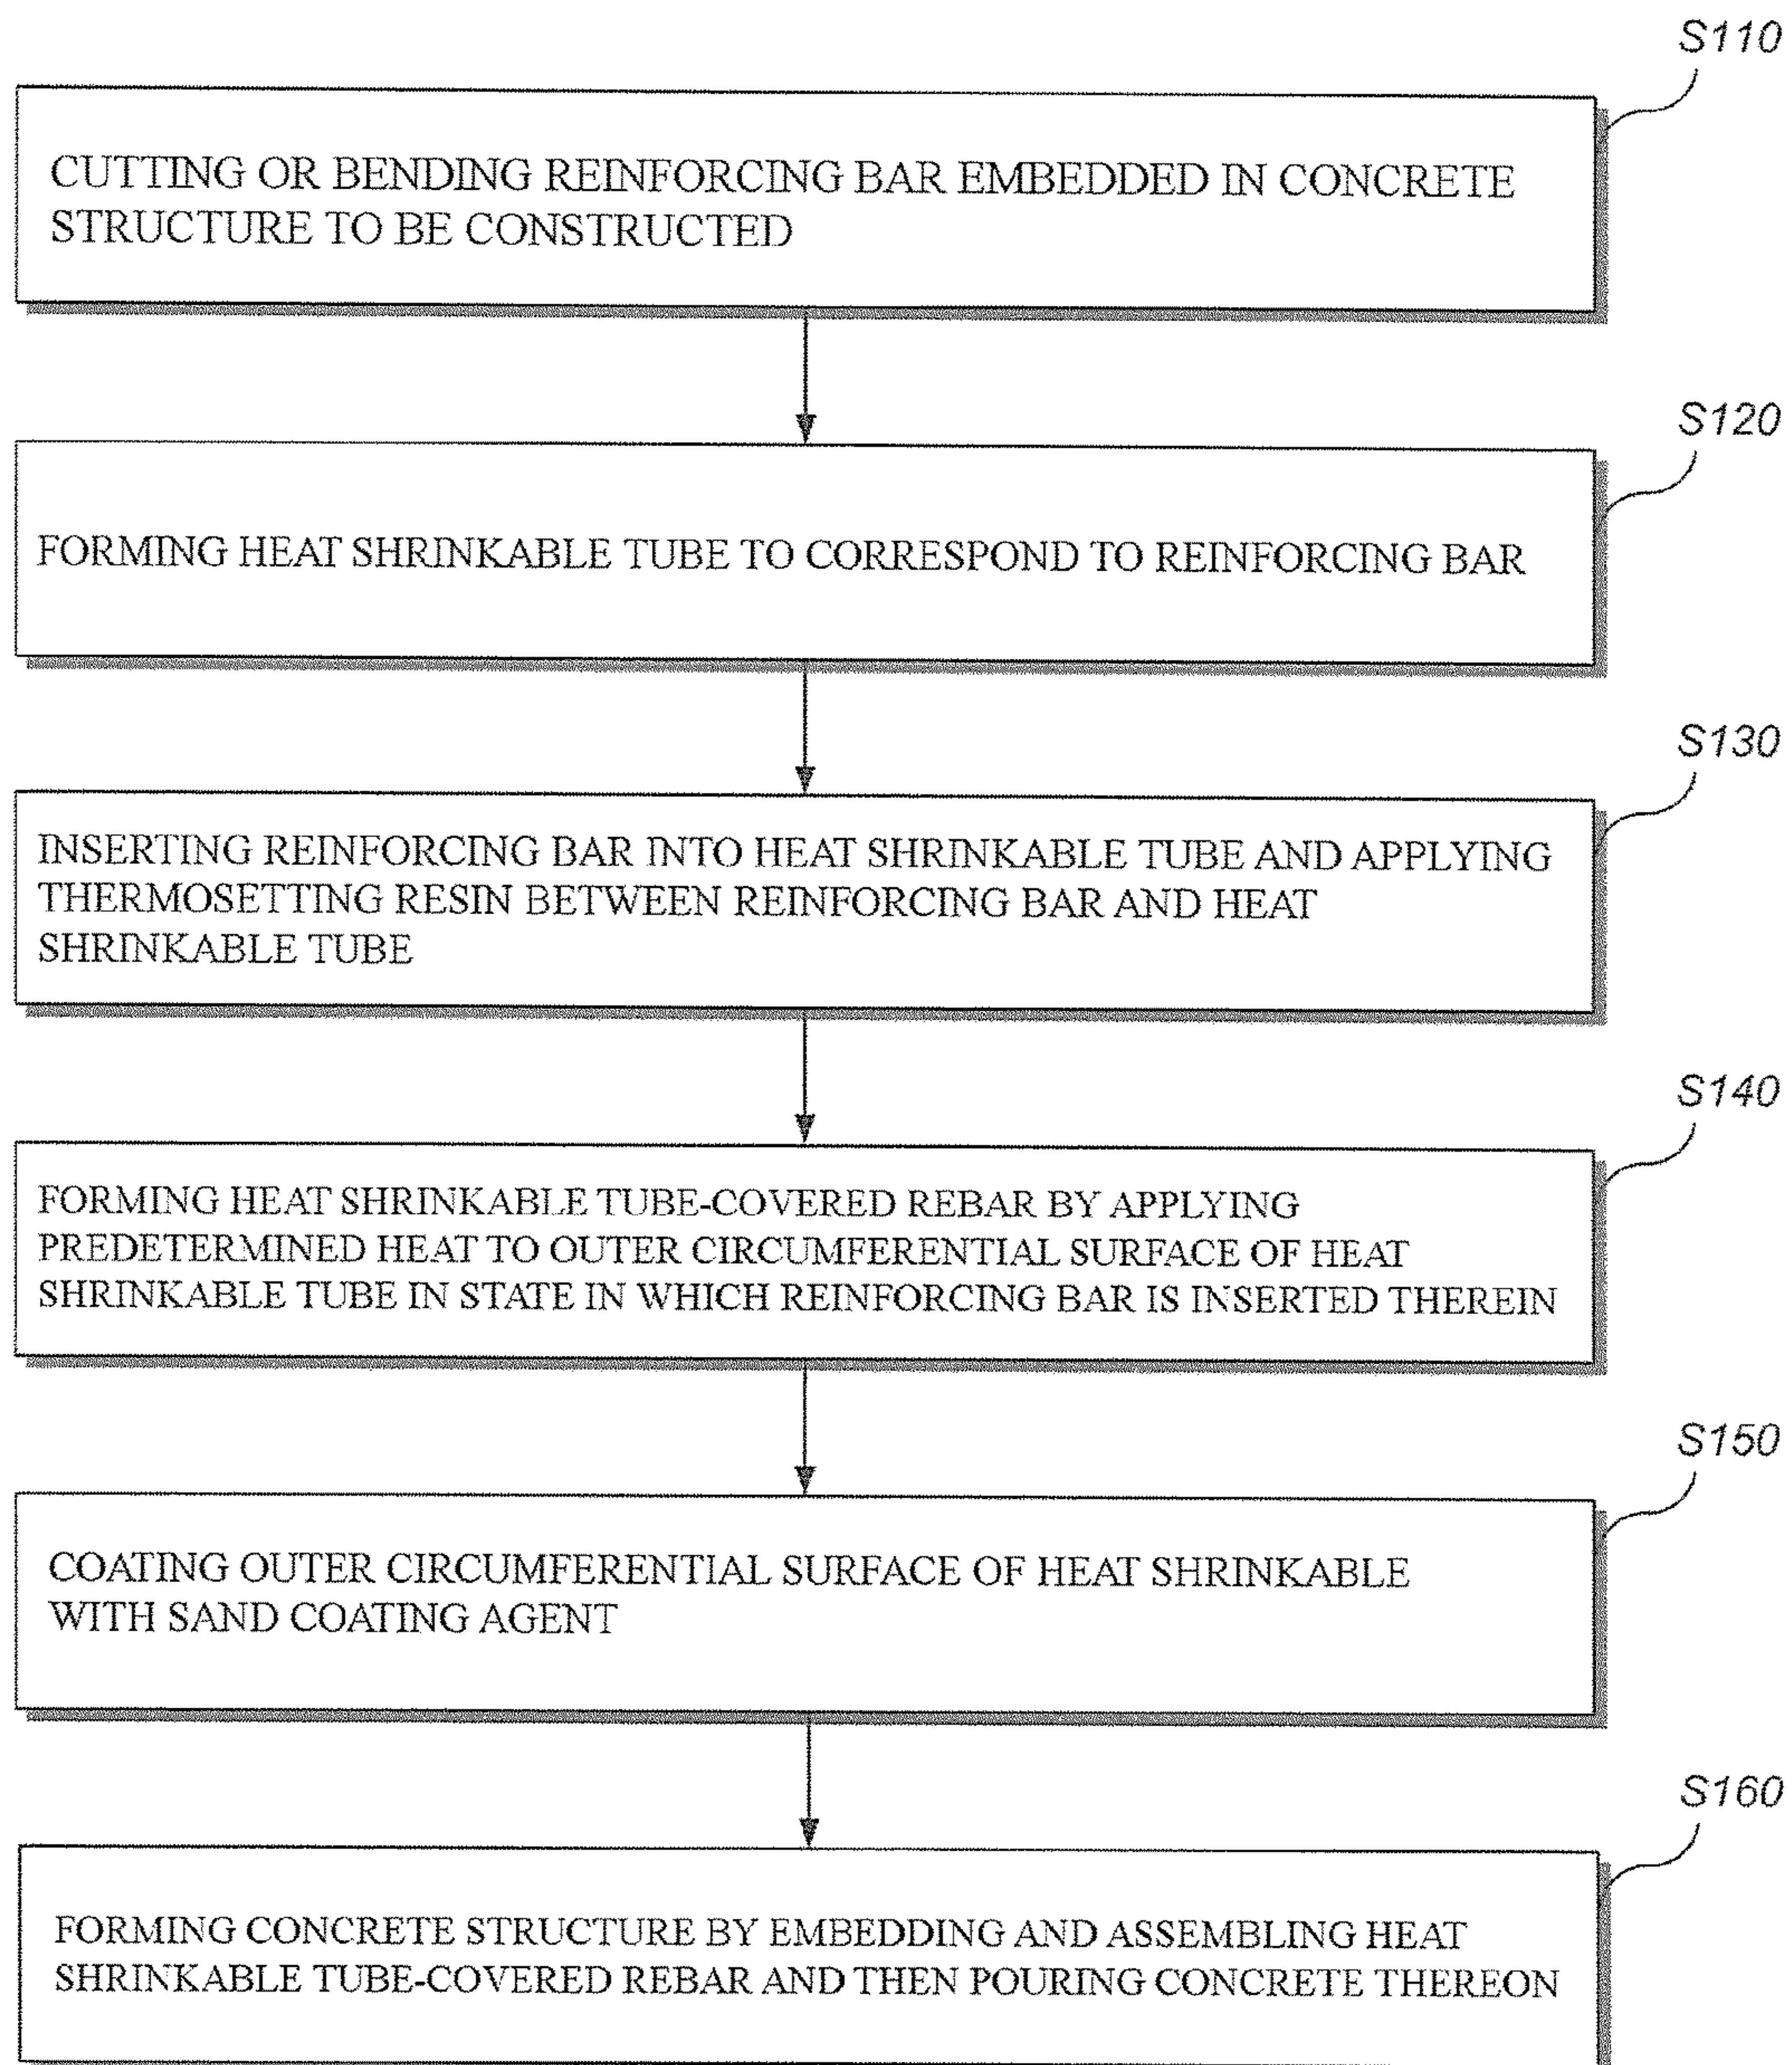 S110
CUTTING OR BENDING REINFORCING BAR EMBEDDED IN CONCRETE
STRUCTURE TO BE CONSTRUCTED
S120
FORMING HEAT SHRINKABLE TUBE TO CORRESPOND TO REINFORCING BAR
S130
INSERTING REINFORCING BAR INTO HEAT SHRINKABLE TUBE AND APPLYING
THERMOSETTING RESIN BETWEEN REINFORCING BAR AND HEAT
SHRINKABLE TUBE
S140
FORMING HEAT SHRINKABLE TUBE-COVERED REBAR BY APPLYING
PREDETERMINED HEAT TO OUTER CIRCUMFERENTIAL SURFACE OF HEAT
SHRINKABLE TUBE IN STATE IN WHICH REINFORCING BAR IS INSERTED THEREIN
S150
COATING OUTER CIRCUMFERENTIAL SURFACE OF HEAT SHRINKABLE
WITH SAND COATING AGENT
S160
FORMING CONCRETE STRUCTURE BY EMBEDDING AND ASSEMBLING HEAT
SHRINKABLE TUBE-COVERED REBAR AND THEN POURING CONCRETE THEREON